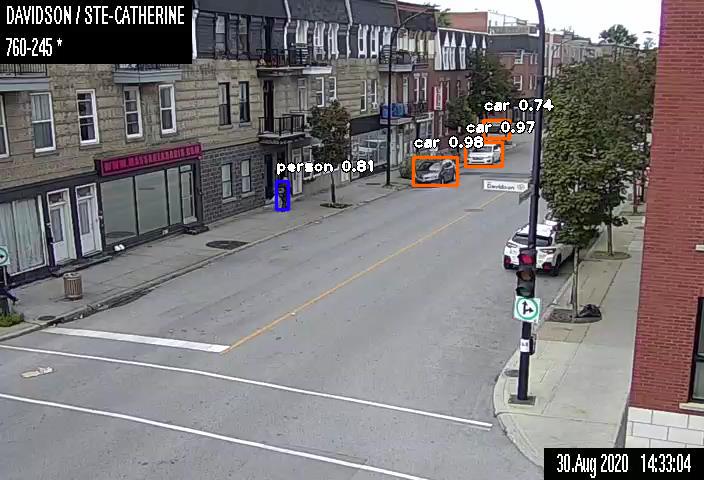 DAVIDSON / STE-CATHERINE
760-245 *
car 0.74
car 0.97
car 0.98
person 0.81
Davidson
30.Aug 2020 14:33:04